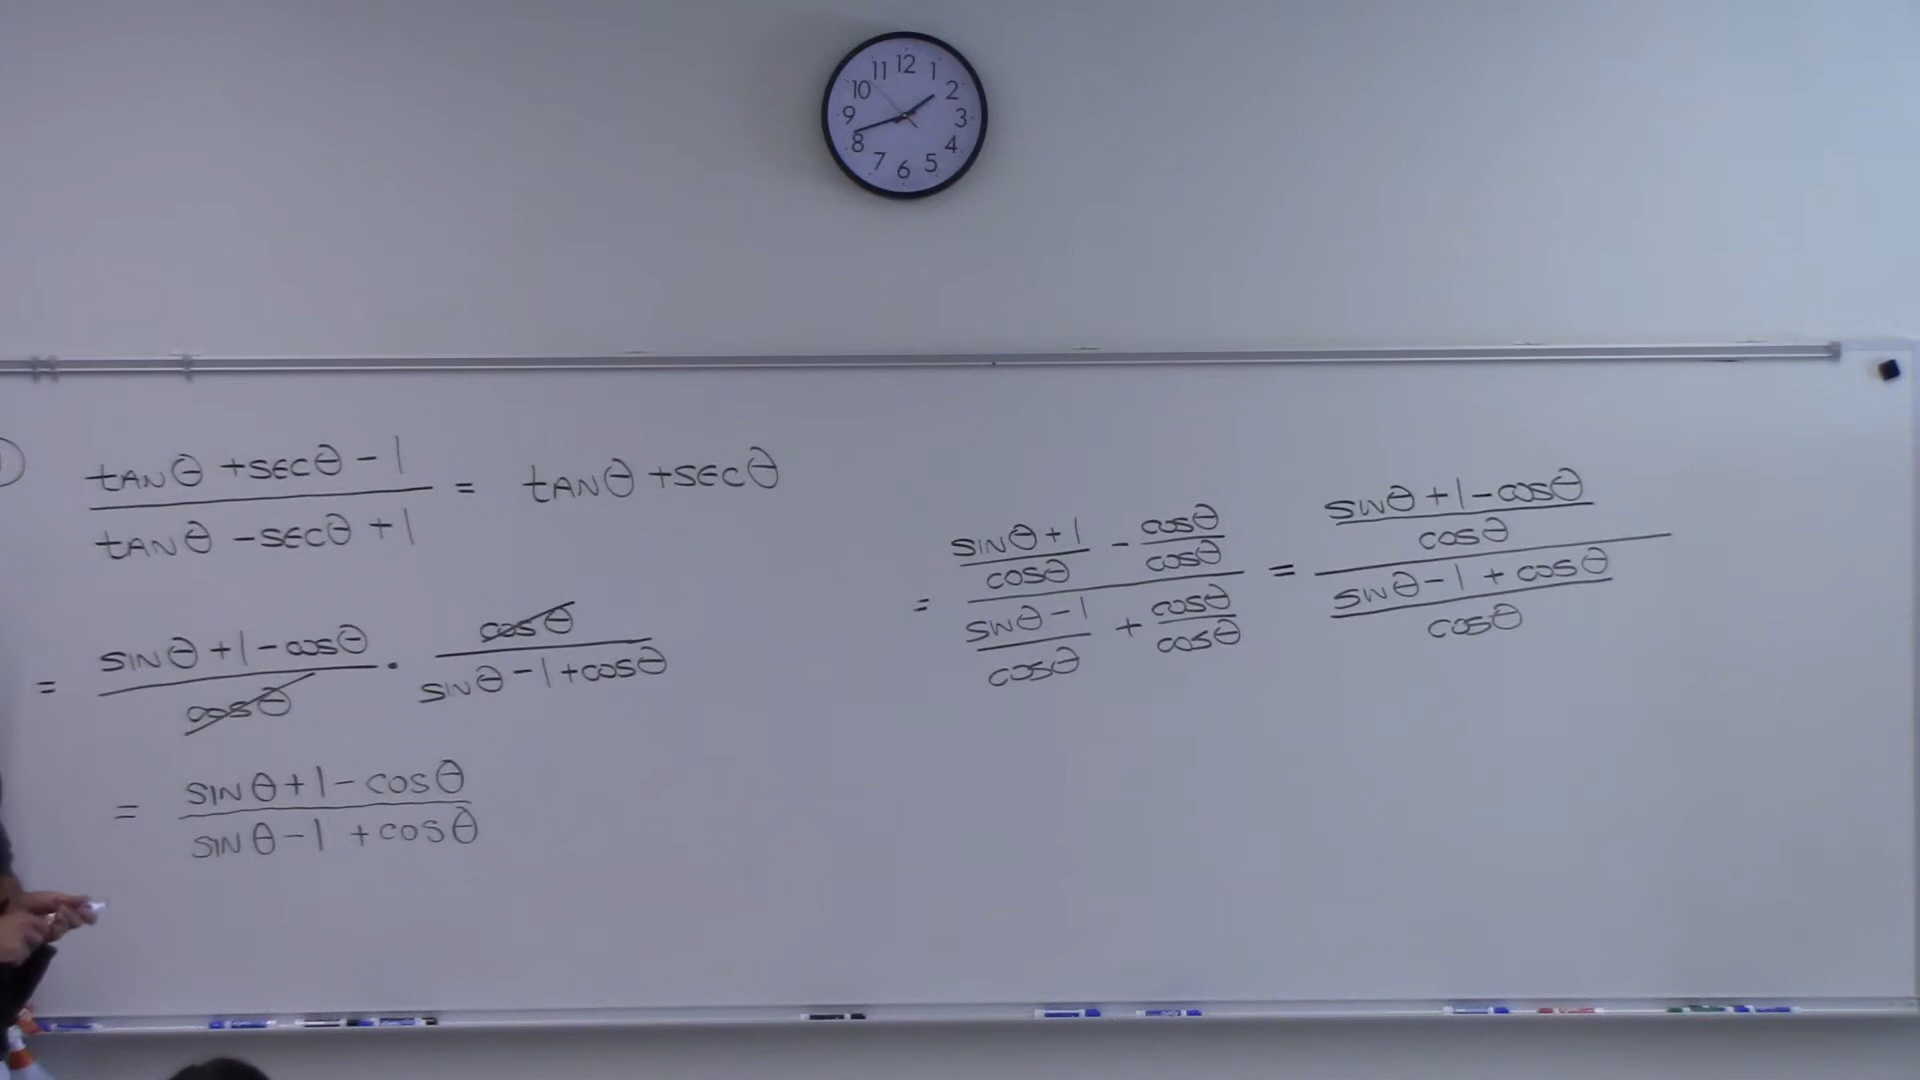 11 12 1
10 2
9 3
8 4
7 6 5
tanθ + secθ - 1
tanθ - secθ + 1
= tanθ + secθ
= sinθ + 1 / cosθ - cosθ / cosθ
sinθ - 1 / cosθ + cosθ / cosθ
= sinθ + 1 - cosθ / cosθ
sinθ - 1 + cosθ / cosθ
= sinθ + 1 - cosθ / cosθ · cosθ / sinθ - 1 + cosθ
= sinθ + 1 - cosθ
sinθ - 1 + cosθ